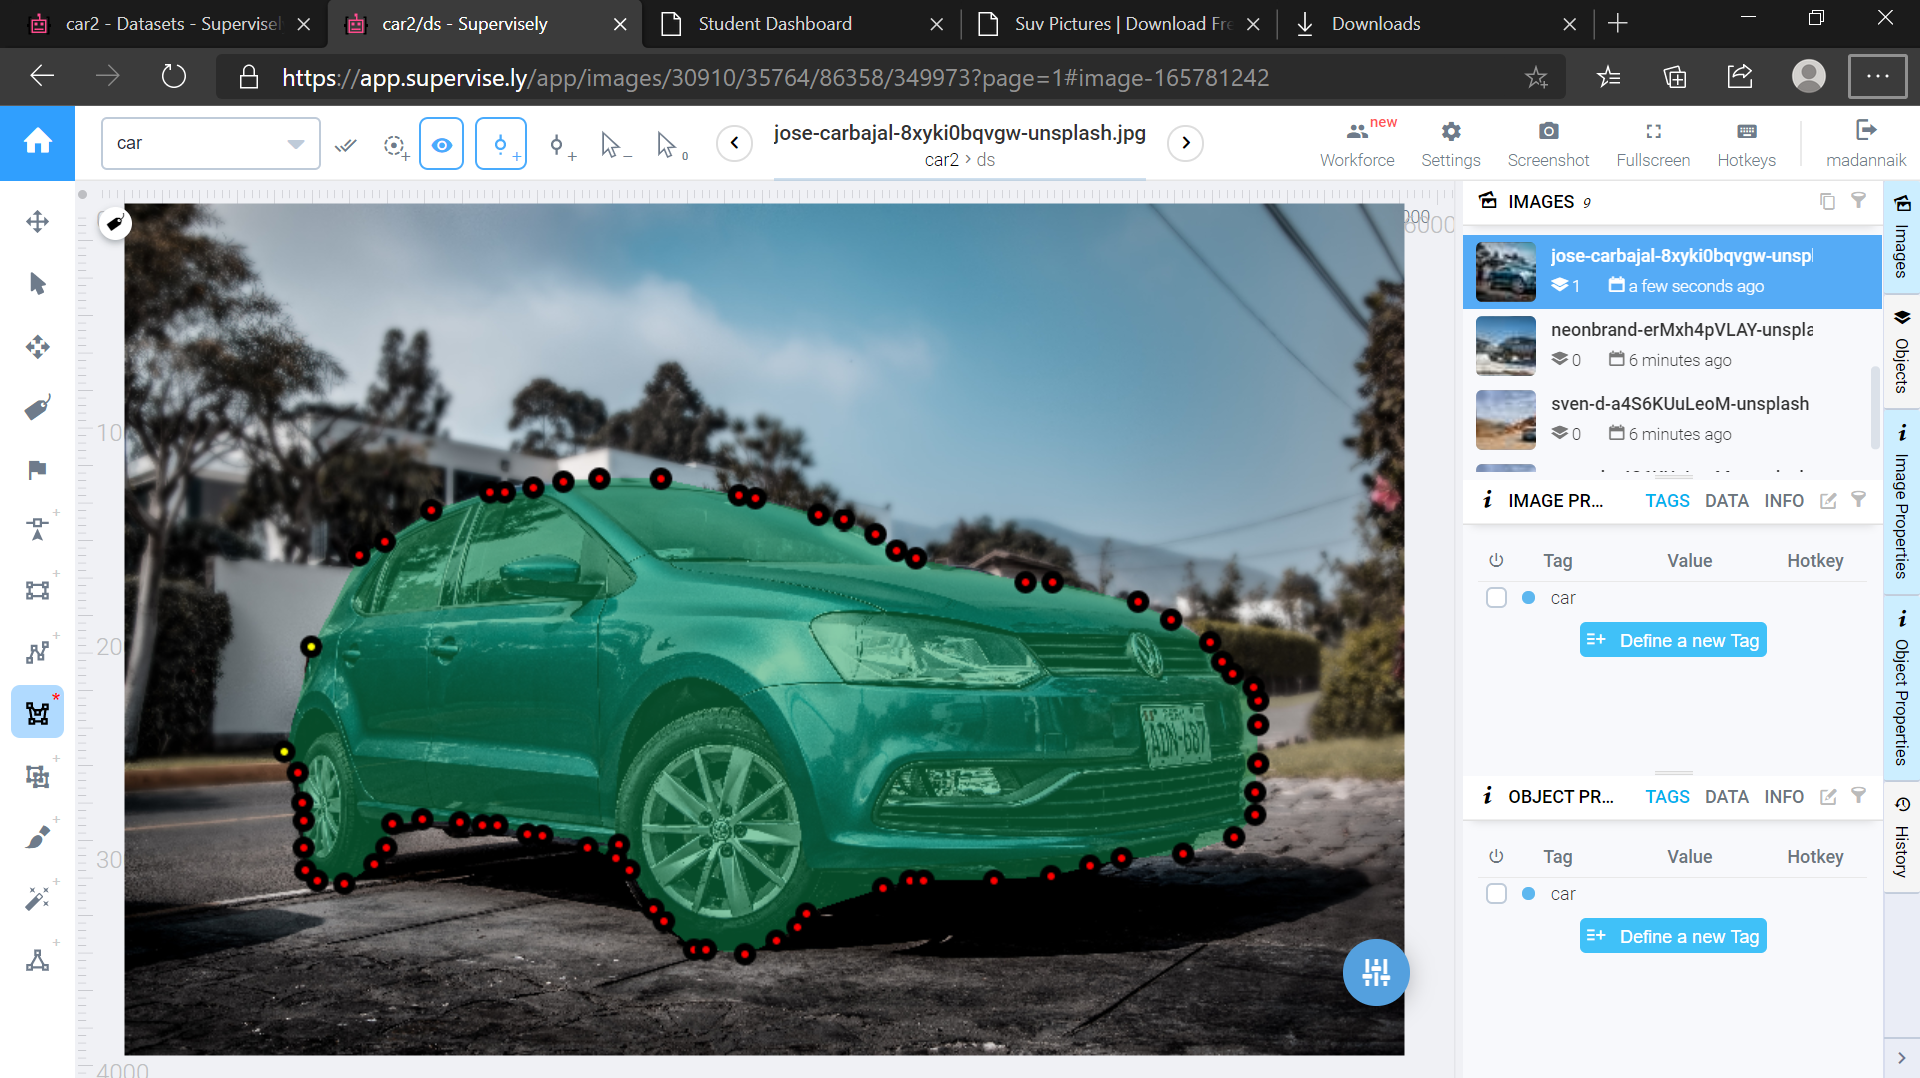 car2 - Datasets - Supervisel
car2/ds - Supervisely
Student Dashboard
Suv Pictures | Download Fre
Downloads
https://app.supervise.ly/app/images/30910/35764/86358/349973?page=1#image-165781242
car
0
jose-carbajal-8xyki0bqvgw-unsplash.jpg
car2 > ds
new
Workforce
Settings
Screenshot
Fullscreen
Hotkeys
madannaik
10
20
30
4000
IMAGES 9
jose-carbajal-8xyki0bqvgw-unspl
1
a few seconds ago
neonbrand-erMxh4pVLAY-unspla
0
6 minutes ago
sven-d-a4S6KUuLeoM-unsplash
0
6 minutes ago
IMAGE PR...
TAGS
DATA
INFO
Tag
Value
Hotkey
car
Define a new Tag
OBJECT PR...
TAGS
DATA
INFO
Tag
Value
Hotkey
car
Define a new Tag
Images
Objects
Image Properties
Object Properties
History